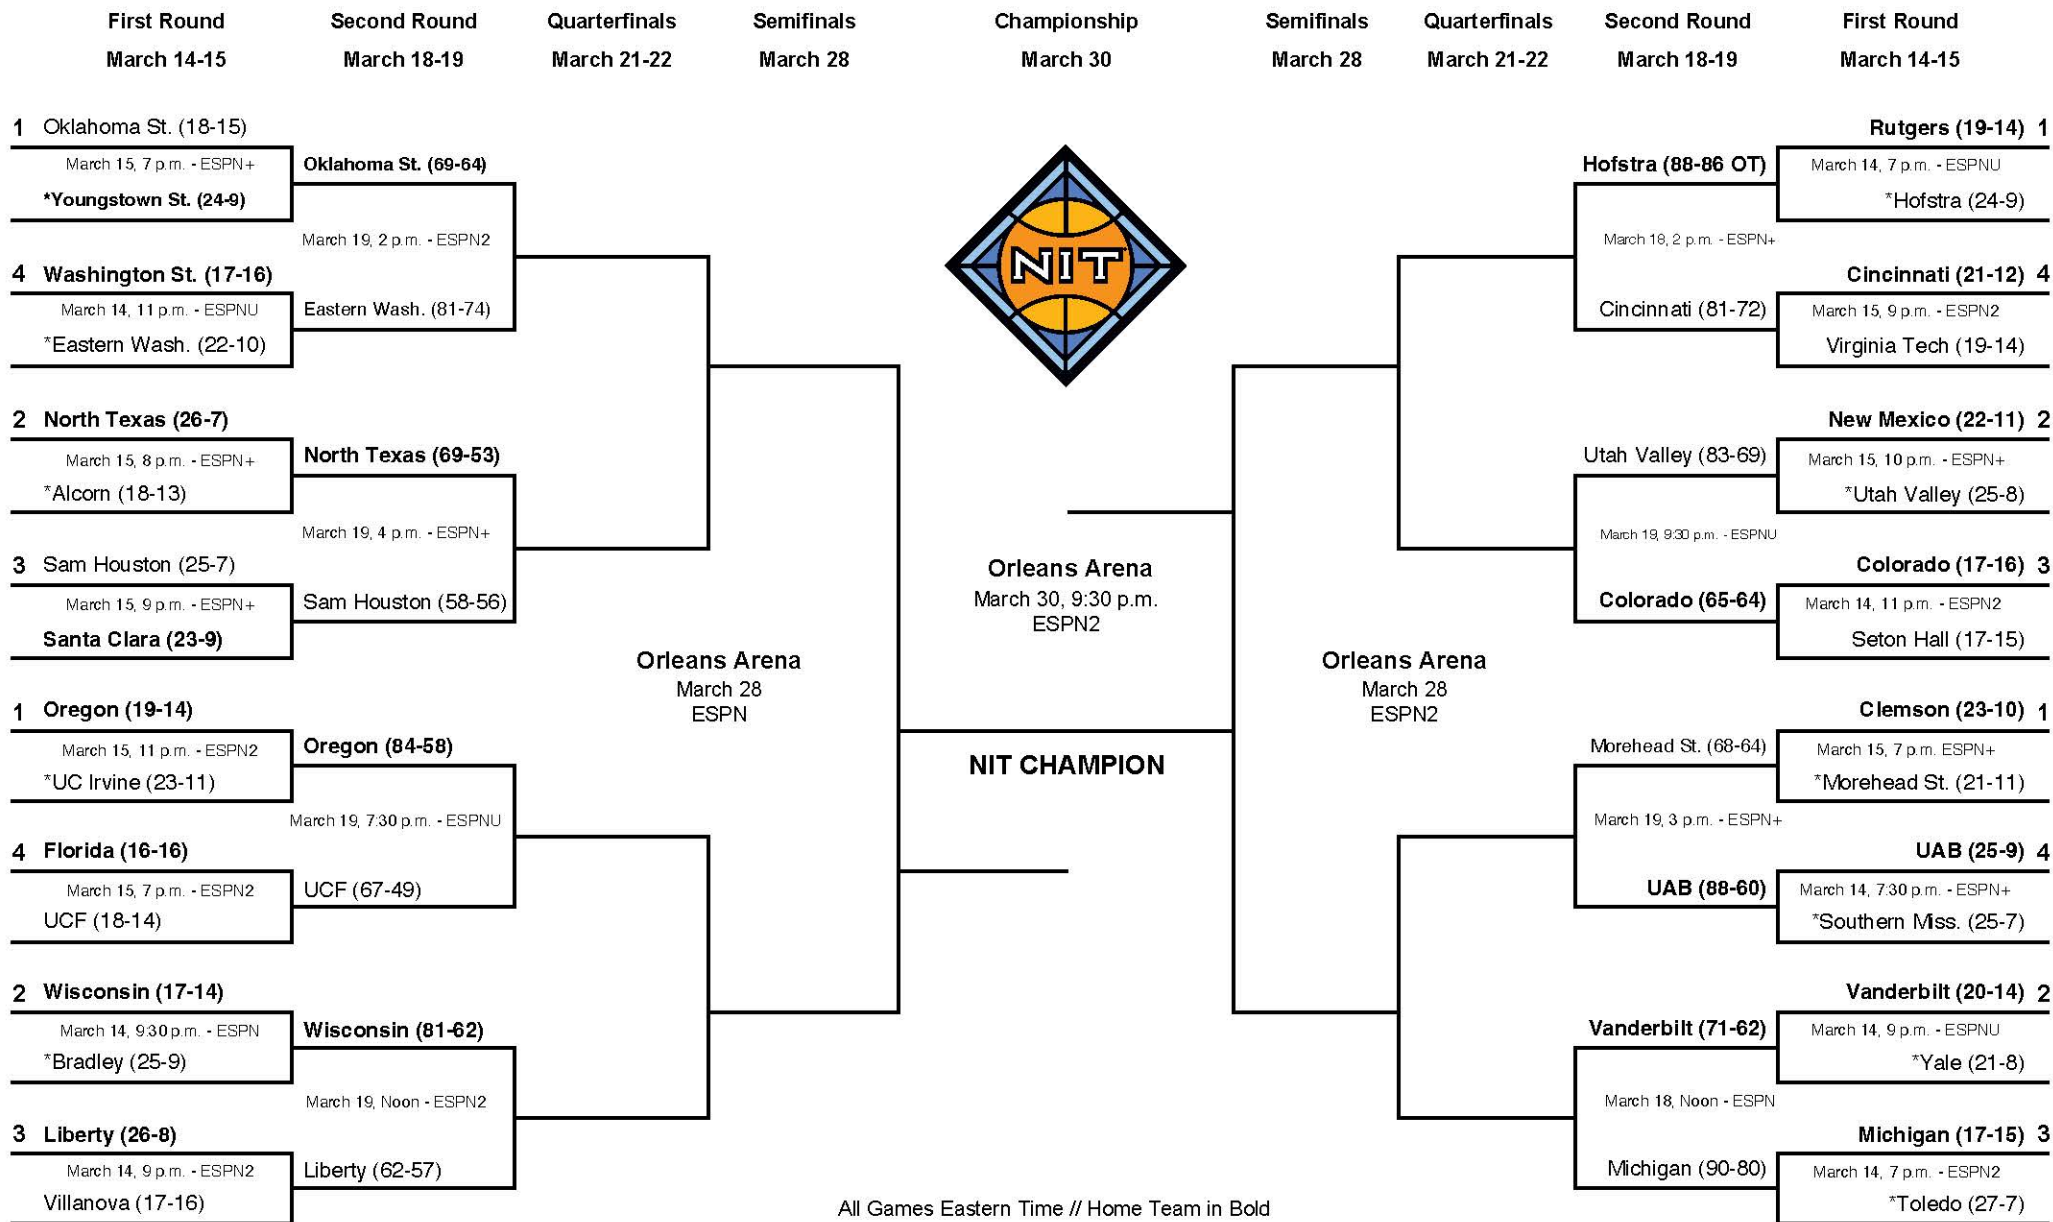 First Round
Second Round
Quarterfinals
Semifinals
Championship
Semifinals
Quarterfinals
Second Round
First Round
March 14-15
March 18-19
March 21-22
March 28
March 30
March 28
March 21-22
March 18-19
March 14-15
1 Oklahoma St. (18-15)
March 15, 7 p.m. - ESPN+
*Youngstown St. (24-9)
4 Washington St. (17-16)
March 14, 11 p.m. - ESPNU
*Eastern Wash. (22-10)
2 North Texas (26-7)
March 15, 8 p.m. - ESPN+
*Alcorn (18-13)
3 Sam Houston (25-7)
March 15, 9 p.m. - ESPN+
Santa Clara (23-9)
1 Oregon (19-14)
March 15, 11 p.m. - ESPN2
*UC Irvine (23-11)
4 Florida (16-16)
March 15, 7 p.m. - ESPN2
UCF (18-14)
2 Wisconsin (17-14)
March 14, 9:30 p.m. - ESPN
*Bradley (25-9)
3 Liberty (26-8)
March 14, 9 p.m. - ESPN2
Villanova (17-16)
Oklahoma St. (69-64)
March 19, 2 p.m. - ESPN2
Eastern Wash. (81-74)
North Texas (69-53)
March 19, 4 p.m. - ESPN+
Sam Houston (58-56)
Oregon (84-58)
March 19, 7:30 p.m. - ESPNU
UCF (67-49)
Wisconsin (81-62)
March 19, Noon - ESPN2
Liberty (62-57)
Orleans Arena
March 28
ESPN
NIT
Orleans Arena
March 30, 9:30 p.m.
ESPN2
NIT CHAMPION
Orleans Arena
March 28
ESPN2
Hofstra (88-86 OT)
March 18, 2 p.m. - ESPN+
Cincinnati (81-72)
Utah Valley (83-69)
March 19, 9:30 p.m. - ESPNU
Colorado (65-64)
Morehead St. (68-64)
March 19, 3 p.m. - ESPN+
UAB (88-60)
Vanderbilt (71-62)
March 18, Noon - ESPN
Michigan (90-80)
Rutgers (19-14) 1
March 14, 7 p.m. - ESPNU
*Hofstra (24-9)
Cincinnati (21-12) 4
March 15, 9 p.m. - ESPN2
Virginia Tech (19-14)
New Mexico (22-11) 2
March 15, 10 p.m. - ESPN+
*Utah Valley (25-8)
Colorado (17-16) 3
March 14, 11 p.m. - ESPN2
Seton Hall (17-15)
Clemson (23-10) 1
March 15, 7 p.m. ESPN+
*Morehead St. (21-11)
UAB (25-9) 4
March 14, 7:30 p.m. - ESPN+
*Southern Miss. (25-7)
Vanderbilt (20-14) 2
March 14, 9 p.m. - ESPNU
*Yale (21-8)
Michigan (17-15) 3
March 14, 7 p.m. - ESPN2
*Toledo (27-7)
All Games Eastern Time // Home Team in Bold